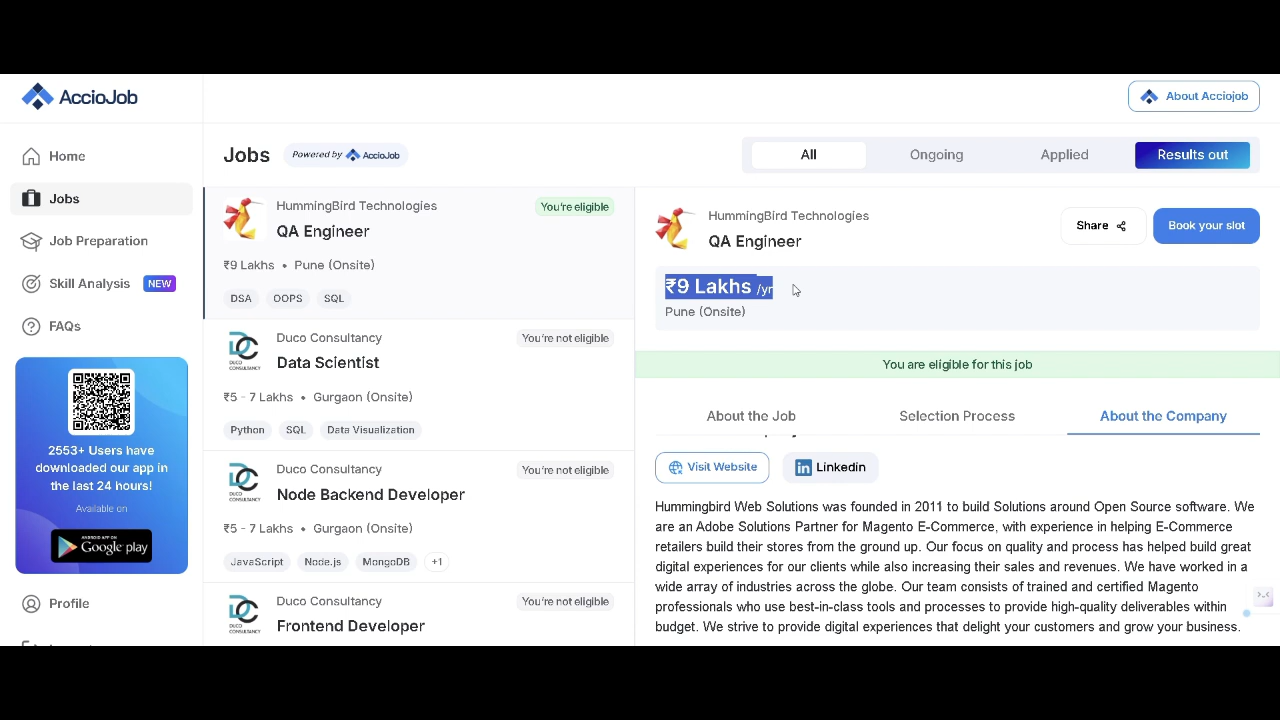 AccioJob
About Acciojob
Home
Jobs
Job Preparation
Skill Analysis NEW
FAQs
2553+ Users have
downloaded our app in
the last 24 hours!
Available on
ANDROID APP ON
Google play
Profile
Jobs Powered by AccioJob
All Ongoing Applied Results out
HummingBird Technologies You're eligible
QA Engineer
₹9 Lakhs • Pune (Onsite)
DSA OOPS SQL
DUCO CONSULTANCY
Duco Consultancy You're not eligible
Data Scientist
₹5 - 7 Lakhs • Gurgaon (Onsite)
Python SQL Data Visualization
DUCO CONSULTANCY
Duco Consultancy You're not eligible
Node Backend Developer
₹5 - 7 Lakhs • Gurgaon (Onsite)
JavaScript Node.js MongoDB +1
DUCO CONSULTANCY
Duco Consultancy You're not eligible
Frontend Developer
HummingBird Technologies
QA Engineer
Share Book your slot
₹9 Lakhs /yr
Pune (Onsite)
You are eligible for this job
About the Job Selection Process About the Company
Visit Website Linkedin
Hummingbird Web Solutions was founded in 2011 to build Solutions around Open Source software. We
are an Adobe Solutions Partner for Magento E-Commerce, with experience in helping E-Commerce
retailers build their stores from the ground up. Our focus on quality and process has helped build great
digital experiences for our clients while also increasing their sales and revenues. We have worked in a
wide array of industries across the globe. Our team consists of trained and certified Magento
professionals who use best-in-class tools and processes to provide high-quality deliverables within
budget. We strive to provide digital experiences that delight your customers and grow your business.